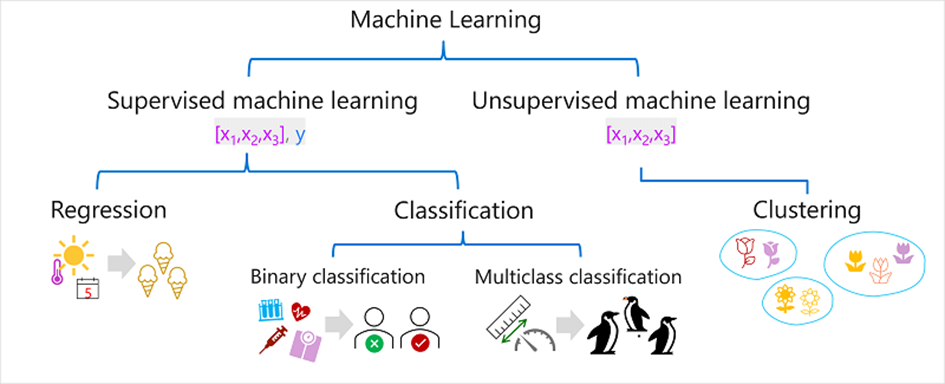 Machine Learning
Supervised machine learning
Unsupervised machine learning
[x₁,x₂,x₃], y
[x₁,x₂,x₃]
Regression
Classification
Clustering
5
Binary classification
Multiclass classification